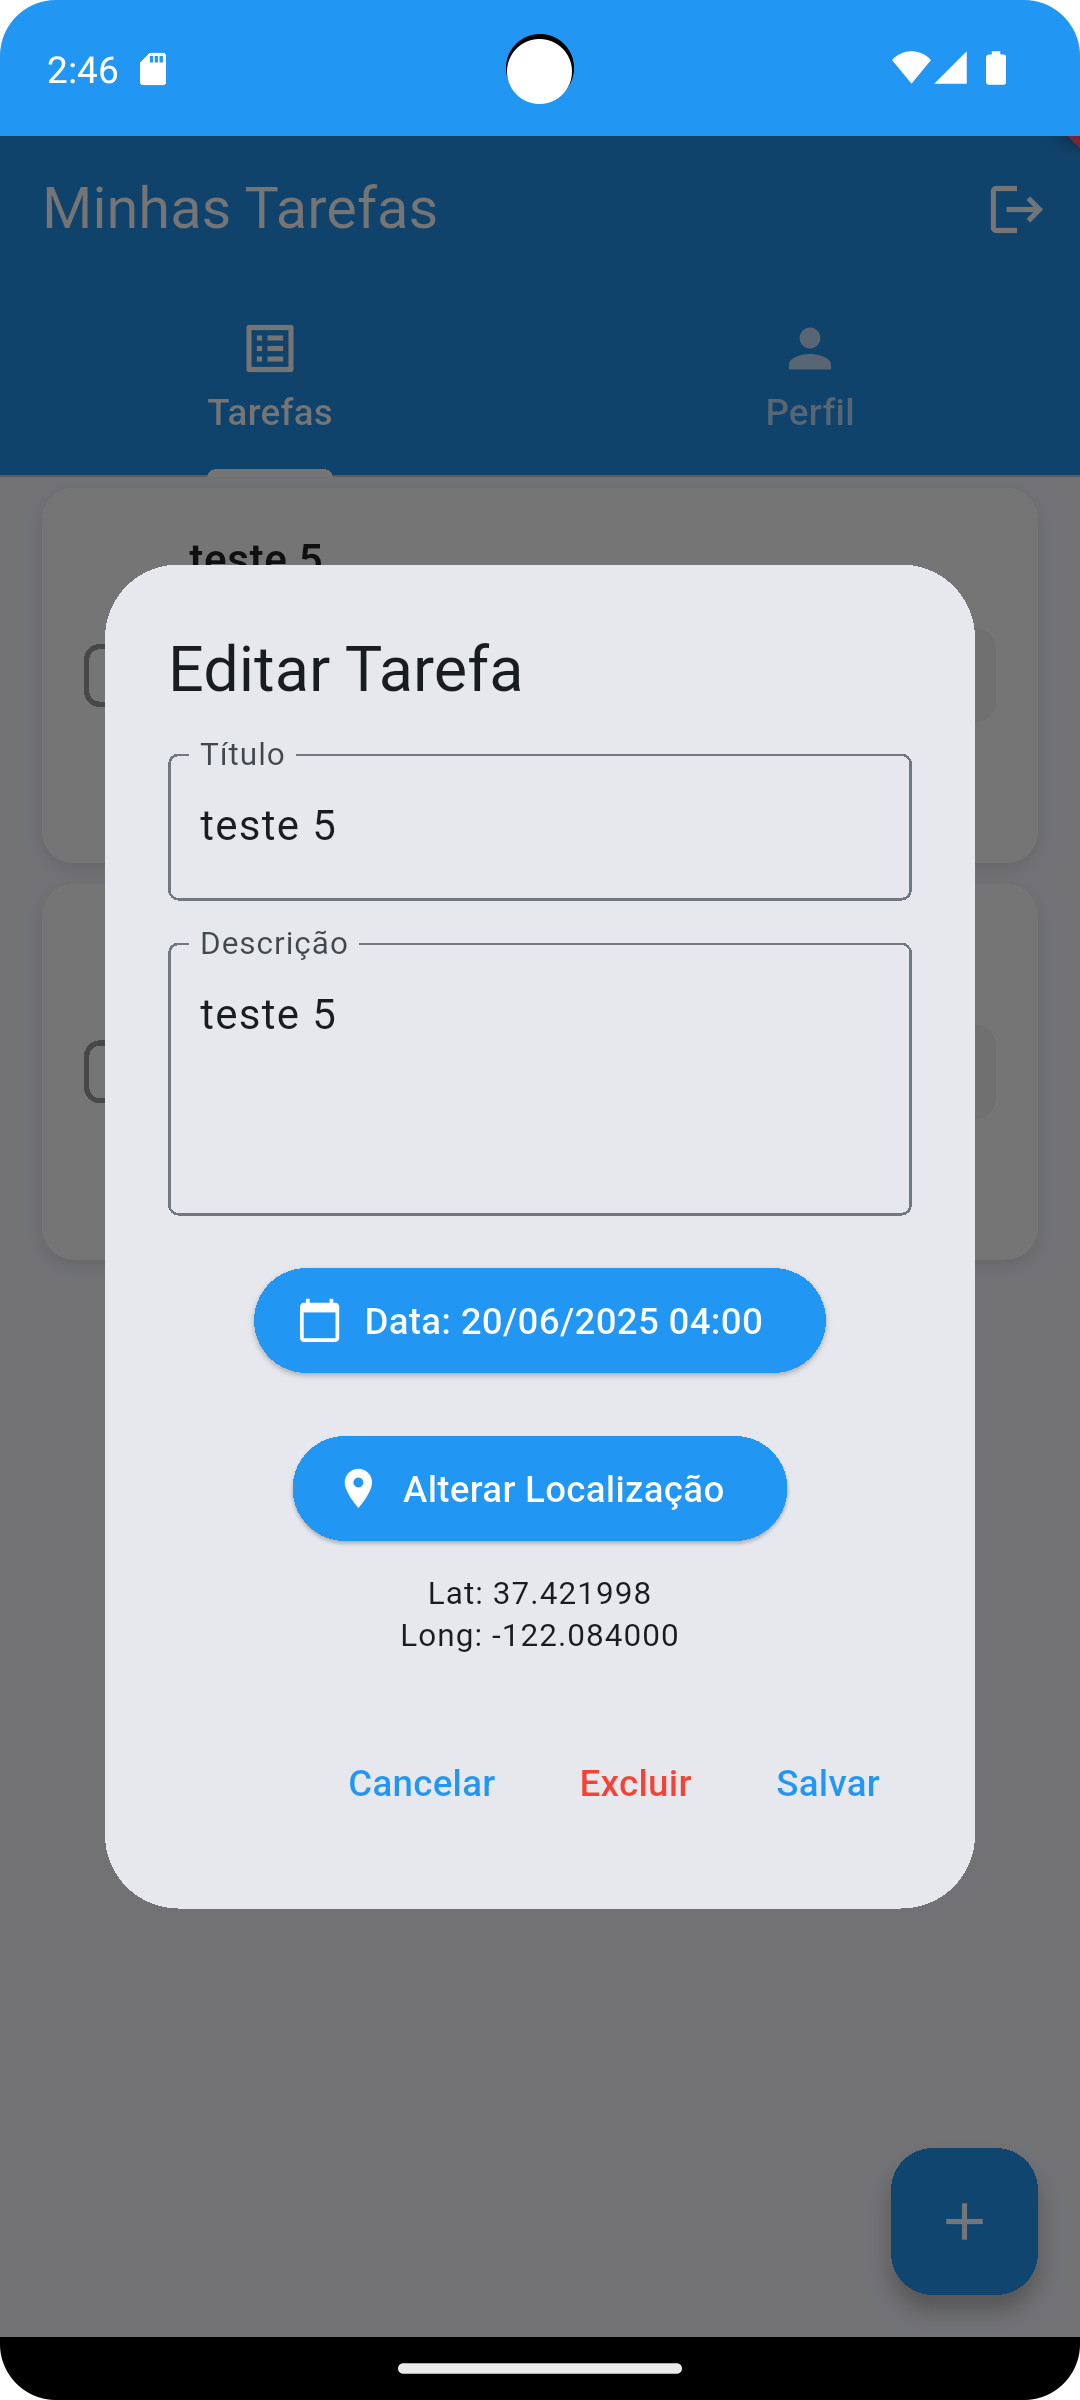 2:46
Minhas Tarefas
Tarefas
Perfil
teste 5
Editar Tarefa
Título
teste 5
Descrição
teste 5
Data: 20/06/2025 04:00
Alterar Localização
Lat: 37.421998
Long: -122.084000
Cancelar
Excluir
Salvar